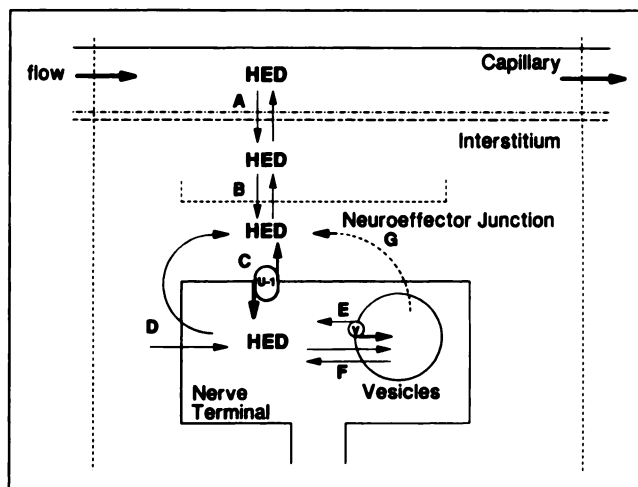 flow HED Capillary
A
HED Interstitium
B
HED Neuroeffector Junction
G
C U-1
D HED E V
F
Nerve Terminal Vesicles